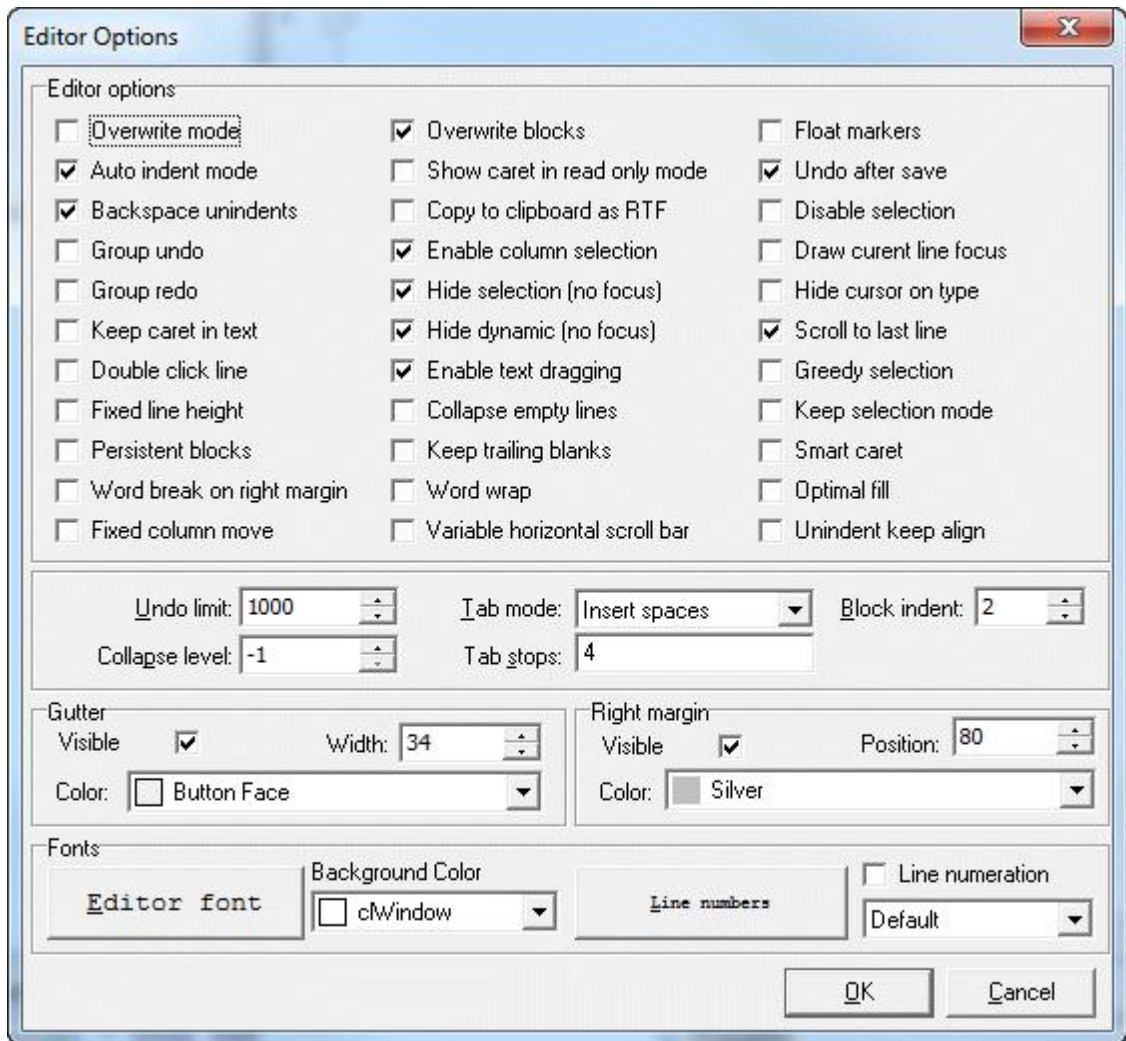 Editor Options
Editor options
Overwrite mode
Overwrite blocks
Float markers
Auto indent mode
Show caret in read only mode
Undo after save
Backspace unindents
Copy to clipboard as RTF
Disable selection
Group undo
Enable column selection
Draw curent line focus
Group redo
Hide selection (no focus)
Hide cursor on type
Keep caret in text
Hide dynamic (no focus)
Scroll to last line
Double click line
Enable text dragging
Greedy selection
Fixed line height
Collapse empty lines
Keep selection mode
Persistent blocks
Keep trailing blanks
Smart caret
Word break on right margin
Word wrap
Optimal fill
Fixed column move
Variable horizontal scroll bar
Unindent keep align
Undo limit: 1000
Tab mode: Insert spaces
Block indent: 2
Collapse level: -1
Tab stops: 4
Gutter
Visible
Width: 34
Color: Button Face
Right margin
Visible
Position: 80
Color: Silver
Fonts
Editor font
Background Color
clWindow
Line numbers
Line numeration
Default
OK
Cancel